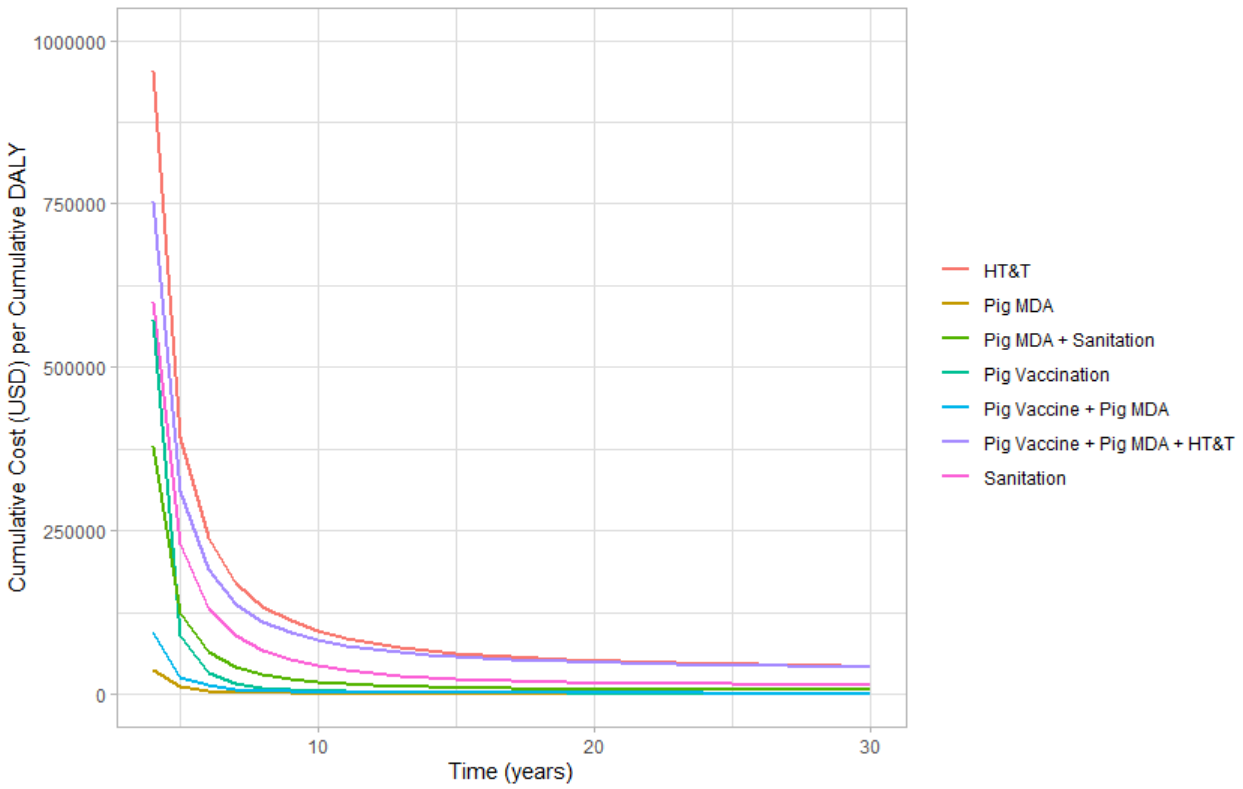 1000000
750000
500000
250000
0
Cumulative Cost (USD) per Cumulative DALY
10
20
30
Time (years)
HT&T
Pig MDA
Pig MDA + Sanitation
Pig Vaccination
Pig Vaccine + Pig MDA
Pig Vaccine + Pig MDA + HT&T
Sanitation